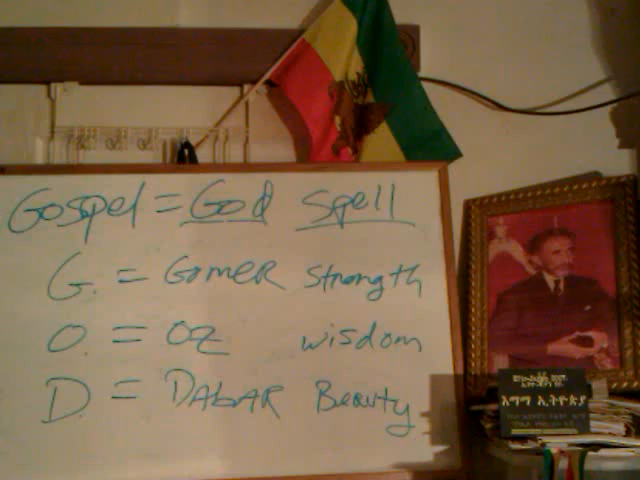 Gospel = God Spell
G. = GomER Strength
O. = OZ wisdom
D. = DAbAR Beauty
እማማ ኢትዮጵያ